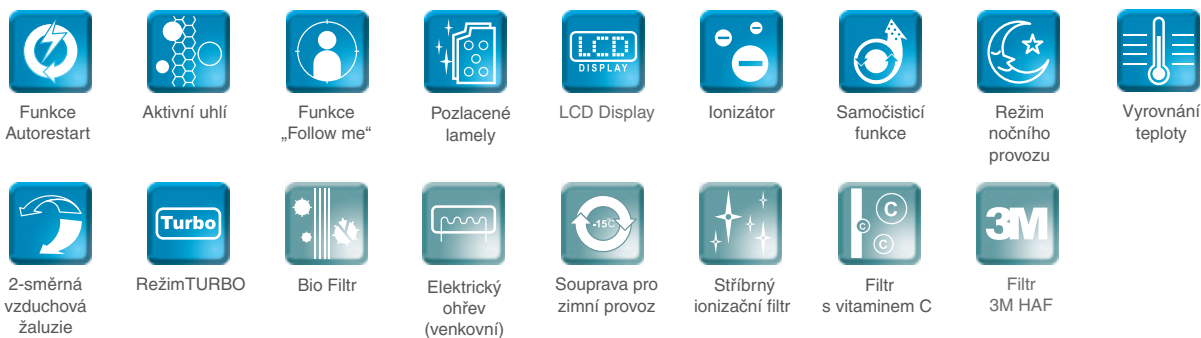 LCD
DISPLAY
Funkce
Autorestart
Aktivní uhlí
Funkce
„Follow me“
Pozlacené
lamely
LCD Display
Ionizátor
Samočisticí
funkce
Režim
nočního
provozu
Vyrovnání
teploty
Turbo
-15°C
C
C
C
3M
2-směrná
vzduchová
žaluzie
RežimTURBO
Bio Filtr
Elektrický
ohřev
(venkovní)
Souprava pro
zimní provoz
Stříbrný
ionizační filtr
Filtr
s vitaminem C
Filtr
3M HAF